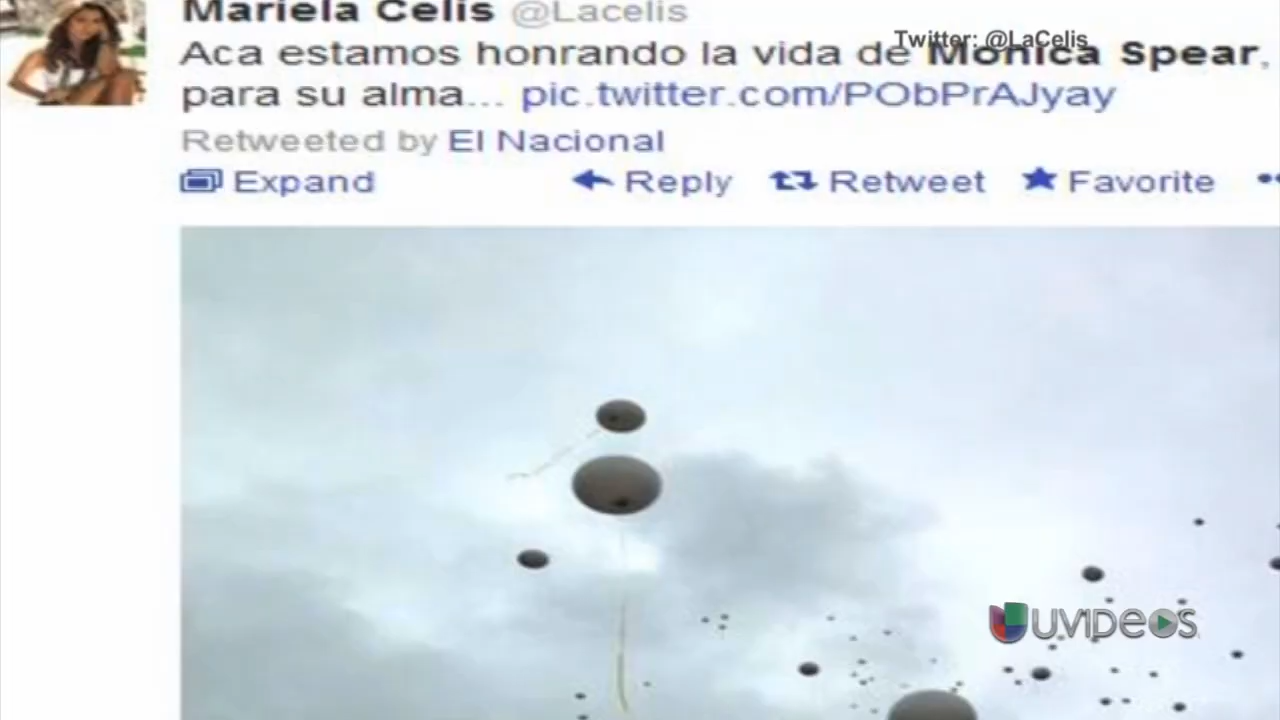 Mariela Celis @Lacelis
Twitter: @LaCelis
Aca estamos honrando la vida de Monica Spear,
para su alma... pic.twitter.com/PObPrAJyay
Retweeted by El Nacional
Expand Reply Retweet Favorite
UVIDEOS